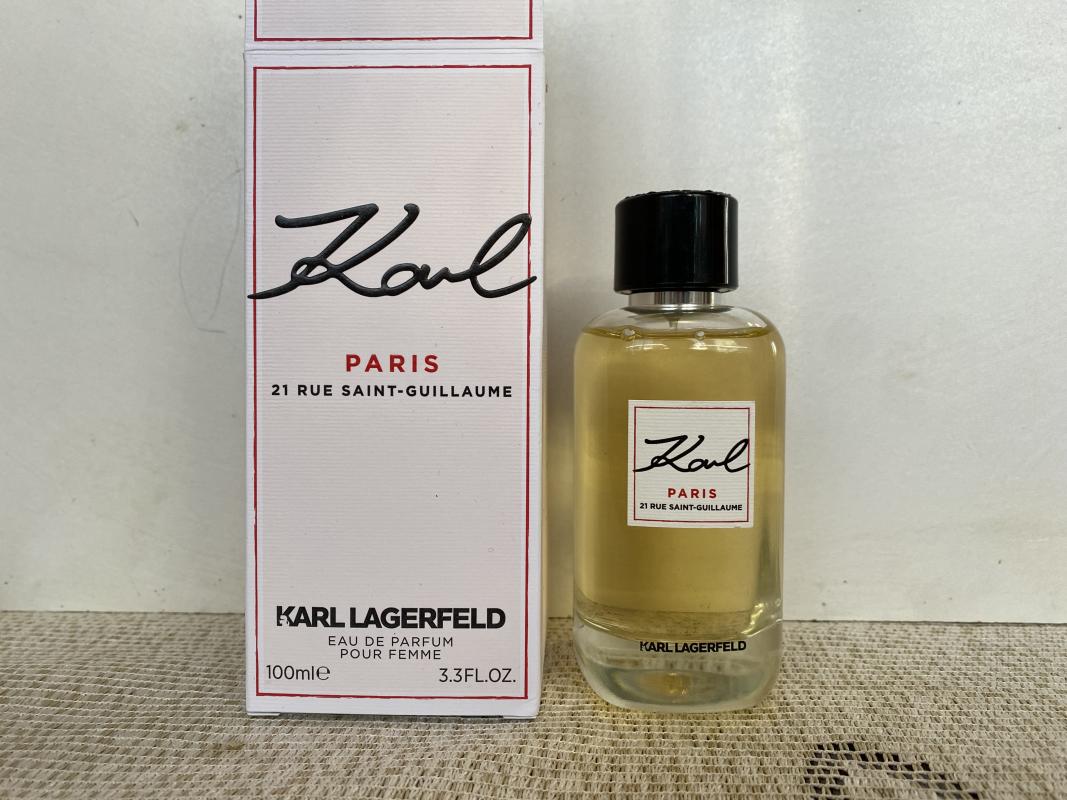 Karl
PARIS
21 RUE SAINT-GUILLAUME
KARL LAGERFELD
EAU DE PARFUM
POUR FEMME
100ml℮ 3.3FL.OZ.
Karl
PARIS
21 RUE SAINT-GUILLAUME
KARL LAGERFELD